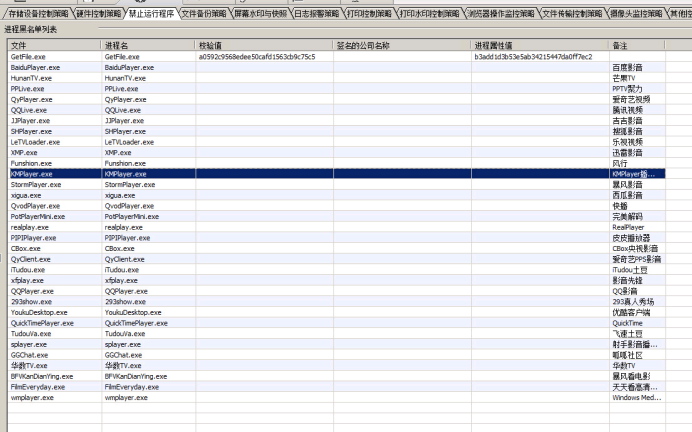 存储设备控制策略 硬件控制策略 禁止运行程序 文件备份策略 屏幕水印与快照 日志报警策略 打印控制策略 打印水印控制策略 浏览器操作监控策略 文件传输控制策略 摄像头监控策略 其他控
进程黑名单列表
文件 进程名 校验值 签名的公司名称 进程属性值 备注
GetFile.exe GetFile.exe a0592c9568edee50cafd1563cb9c75c5 b3add1d3b53e5ab34215447da0ff7ec2
BaiduPlayer.exe BaiduPlayer.exe 百度影音
HunanTV.exe HunanTV.exe 芒果TV
PPLive.exe PPLive.exe PPTV聚力
QyPlayer.exe QyPlayer.exe 爱奇艺视频
QQLive.exe QQLive.exe 腾讯视频
JJPlayer.exe JJPlayer.exe 吉吉影音
SHPlayer.exe SHPlayer.exe 搜狐影音
LeTVLoader.exe LeTVLoader.exe 乐视视频
XMP.exe XMP.exe 迅雷影音
Funshion.exe Funshion.exe 风行
KMPlayer.exe KMPlayer.exe KMPlayer播...
StormPlayer.exe StormPlayer.exe 暴风影音
xigua.exe xigua.exe 西瓜影音
QvodPlayer.exe QvodPlayer.exe 快播
PotPlayerMini.exe PotPlayerMini.exe 完美解码
realplay.exe realplay.exe RealPlayer
PIPIPlayer.exe PIPIPlayer.exe 皮皮播放器
CBox.exe CBox.exe CBox央视影音
QyClient.exe QyClient.exe 爱奇艺PPS影音
iTudou.exe iTudou.exe iTudou土豆
xfplay.exe xfplay.exe 影音先锋
QQPlayer.exe QQPlayer.exe QQ影音
293show.exe 293show.exe 293真人秀场
YoukuDesktop.exe YoukuDesktop.exe 优酷客户端
QuickTimePlayer.exe QuickTimePlayer.exe QuickTime
TudouVa.exe TudouVa.exe 飞速土豆
splayer.exe splayer.exe 射手影音播...
GGChat.exe GGChat.exe 呱呱社区
华数TV.exe 华数TV.exe 华数TV
BFVKanDianYing.exe BFVKanDianYing.exe 暴风看电影
FilmEveryday.exe FilmEveryday.exe 天天看高清...
wmplayer.exe wmplayer.exe Windows Med...